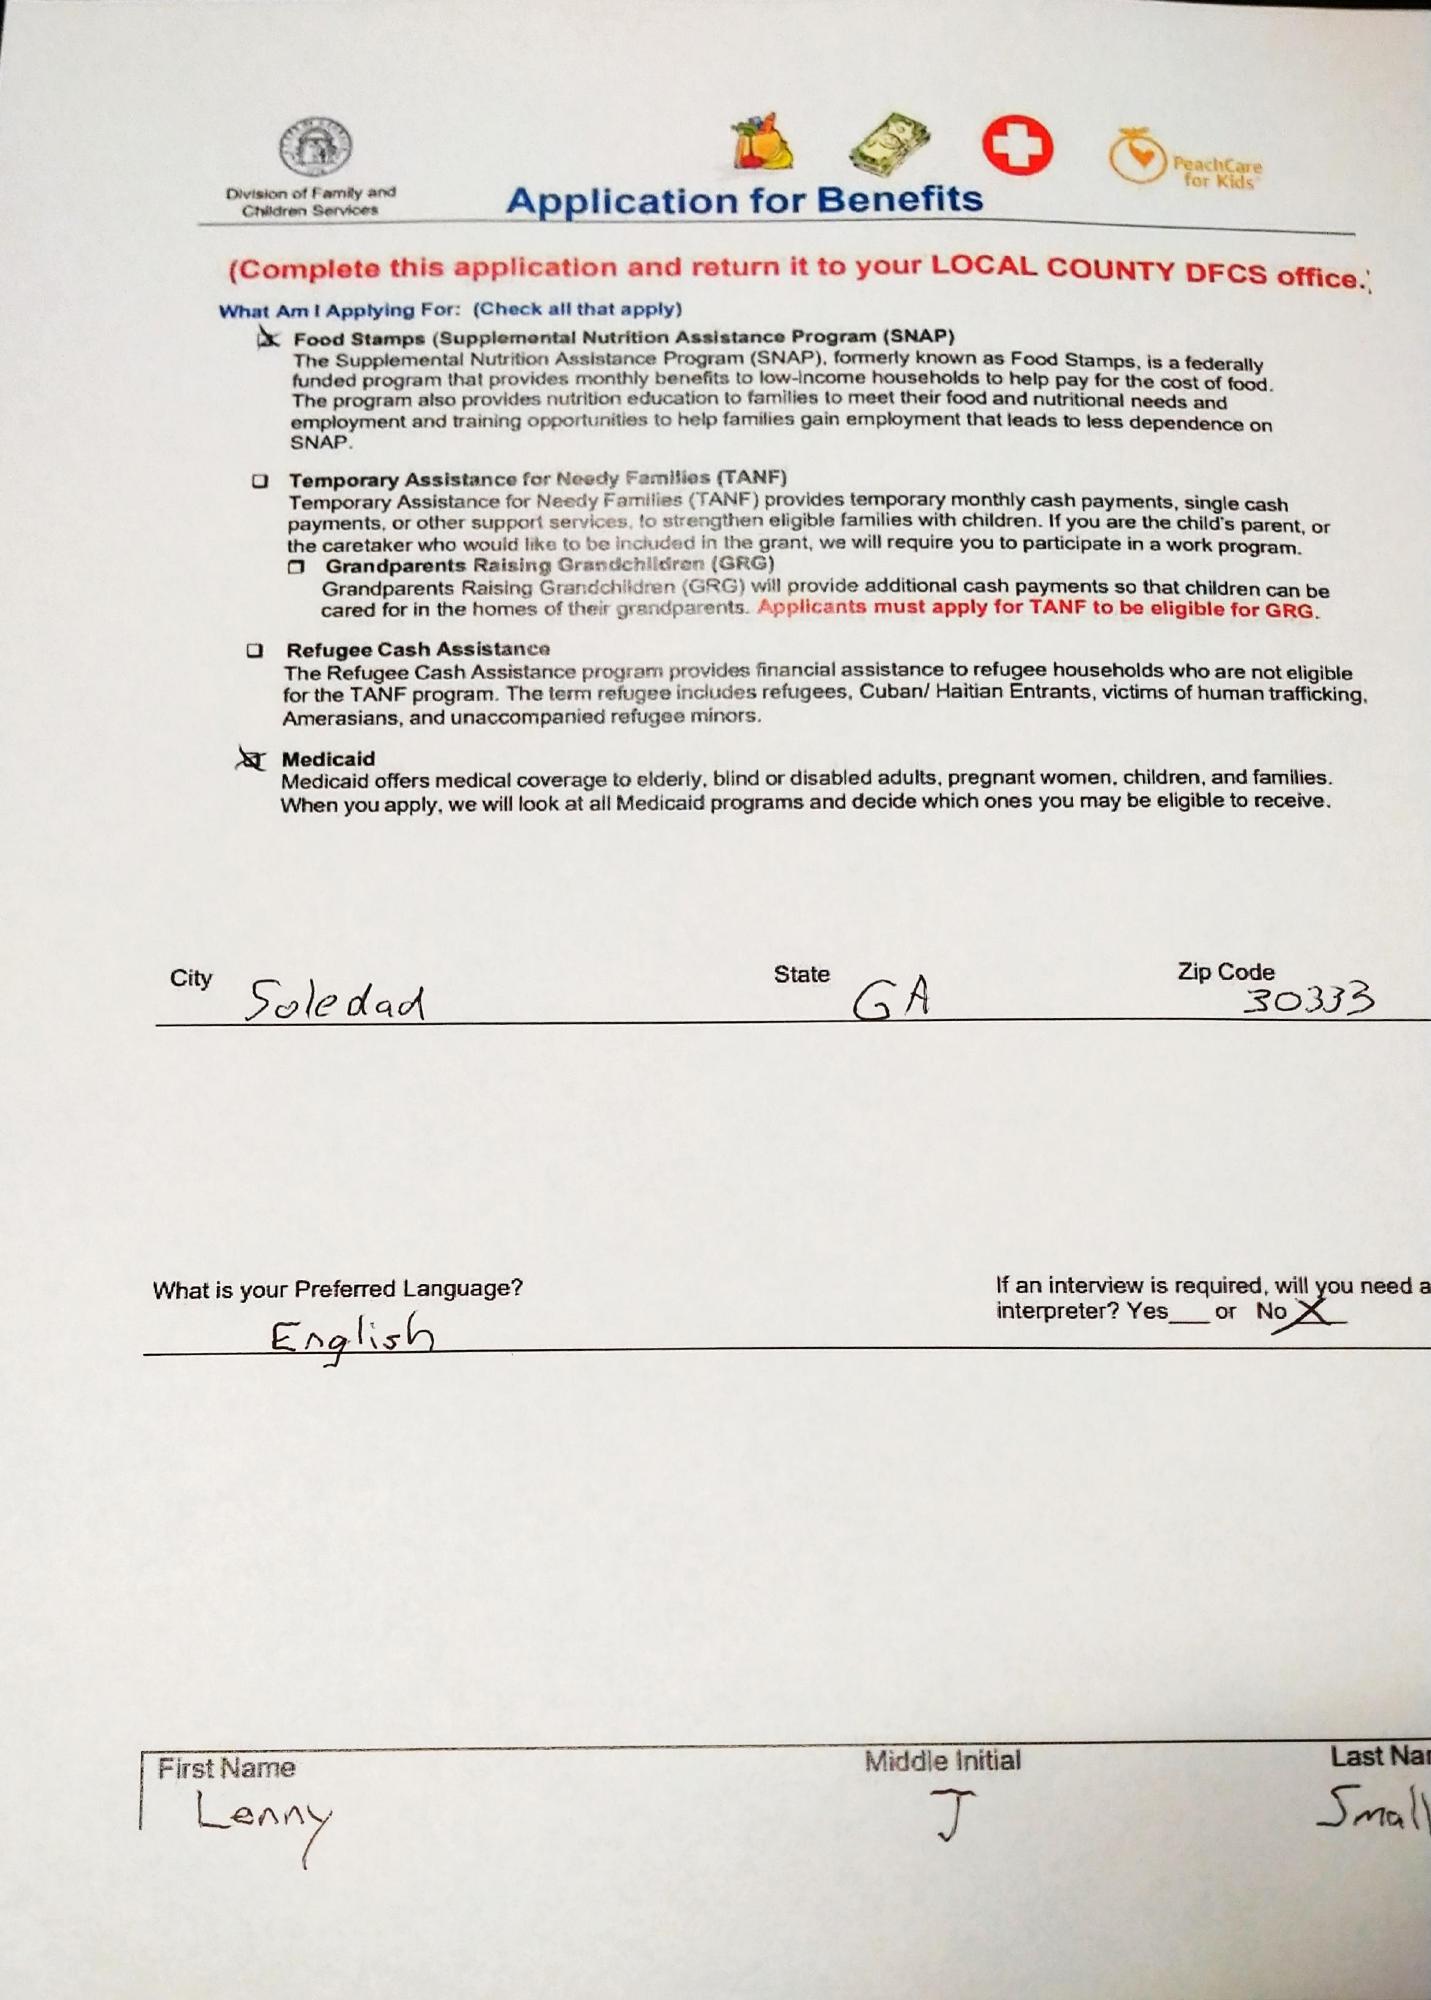 Division of Family and
Children Services
PeachCare
for Kids
Application for Benefits
(Complete this application and return it to your LOCAL COUNTY DFCS office.)
What Am I Applying For: (Check all that apply)
Food Stamps (Supplemental Nutrition Assistance Program (SNAP)
The Supplemental Nutrition Assistance Program (SNAP), formerly known as Food Stamps, is a federally
funded program that provides monthly benefits to low-income households to help pay for the cost of food.
The program also provides nutrition education to families to meet their food and nutritional needs and
employment and training opportunities to help families gain employment that leads to less dependence on
SNAP.
Temporary Assistance for Needy Families (TANF)
Temporary Assistance for Needy Families (TANF) provides temporary monthly cash payments, single cash
payments, or other support services, to strengthen eligible families with children. If you are the child's parent, or
the caretaker who would like to be included in the grant, we will require you to participate in a work program.
Grandparents Raising Grandchildren (GRG)
Grandparents Raising Grandchildren (GRG) will provide additional cash payments so that children can be
cared for in the homes of their grandparents. Applicants must apply for TANF to be eligible for GRG.
Refugee Cash Assistance
The Refugee Cash Assistance program provides financial assistance to refugee households who are not eligible
for the TANF program. The term refugee includes refugees, Cuban/ Haitian Entrants, victims of human trafficking,
Amerasians, and unaccompanied refugee minors.
Medicaid
Medicaid offers medical coverage to elderly, blind or disabled adults, pregnant women, children, and families.
When you apply, we will look at all Medicaid programs and decide which ones you may be eligible to receive.
City Soledad State GA Zip Code 30333
What is your Preferred Language?
English
If an interview is required, will you need a
interpreter? Yes___ or No X
First Name Middle Initial Last Nam
Lenny J Small